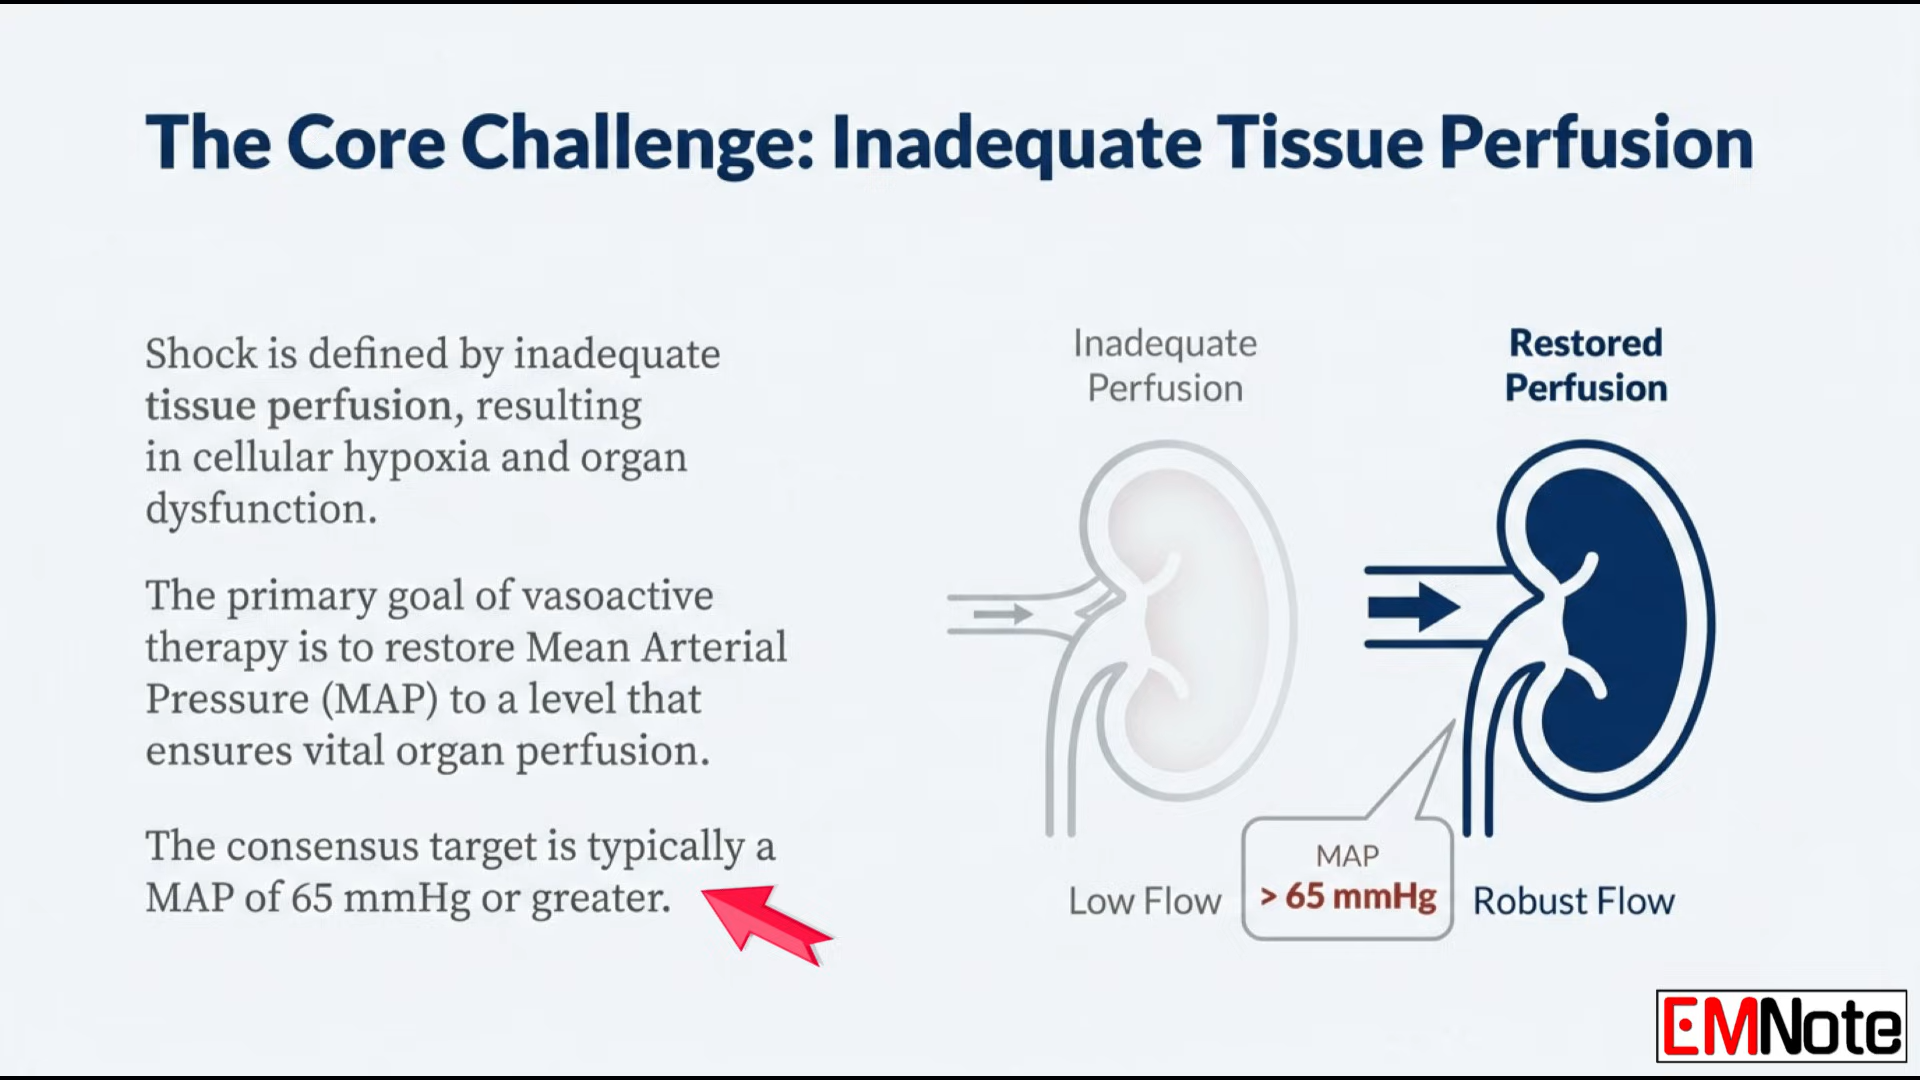 The Core Challenge: Inadequate Tissue Perfusion
Shock is defined by inadequate
tissue perfusion, resulting
in cellular hypoxia and organ
dysfunction.
The primary goal of vasoactive
therapy is to restore Mean Arterial
Pressure (MAP) to a level that
ensures vital organ perfusion.
The consensus target is typically a
MAP of 65 mmHg or greater.
Inadequate
Perfusion
Restored
Perfusion
Low Flow
MAP
> 65 mmHg
Robust Flow
EMNote